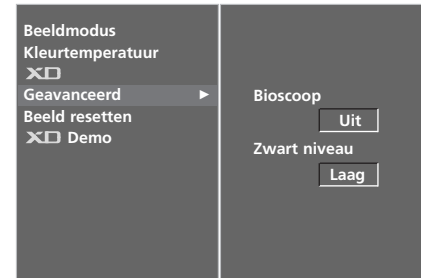 Beeldmodus
Kleurtemperatuur
XD
Geavanceerd ►
Beeld resetten
XD Demo
Bioscoop
Uit
Zwart niveau
Laag